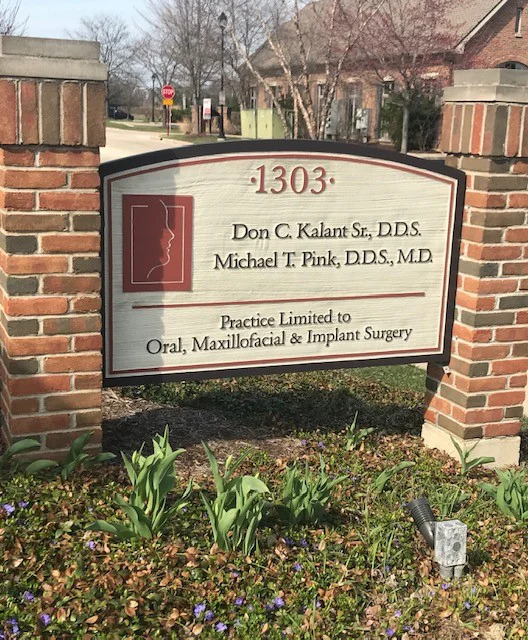 STOP
·1303·
Don C. Kalant Sr., D.D.S.
Michael T. Pink, D.D.S., M.D.
Practice Limited to
Oral, Maxillofacial & Implant Surgery